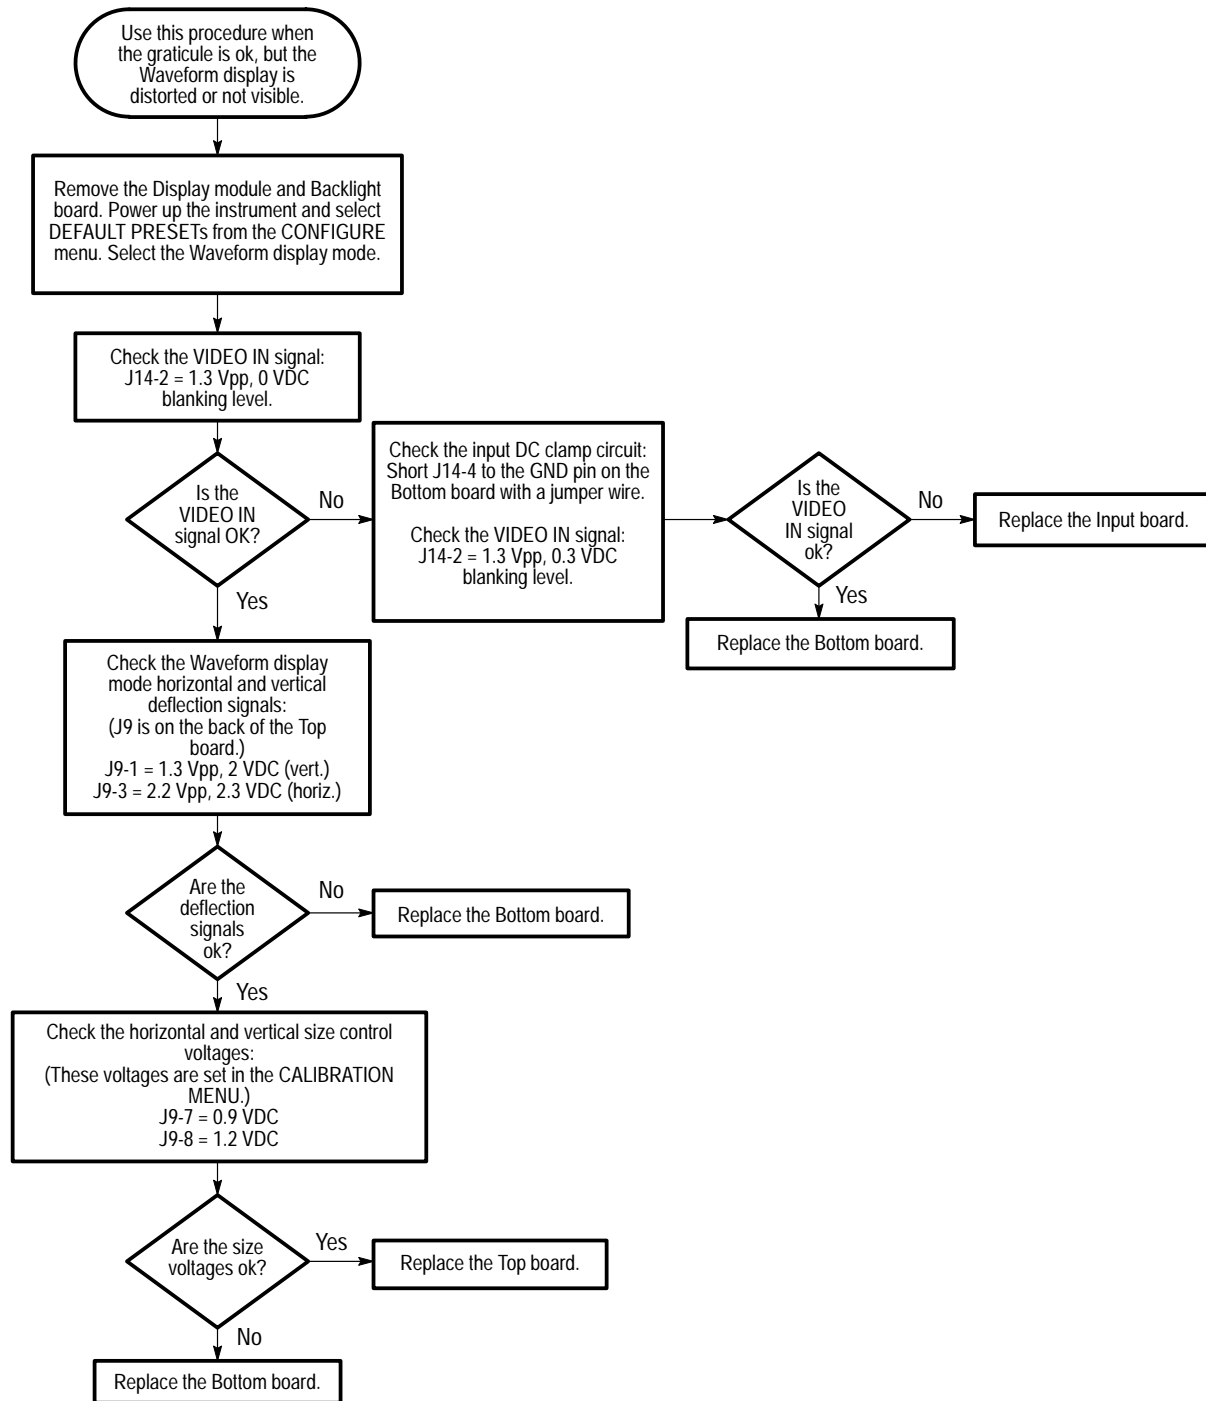 Use this procedure when
the graticule is ok, but the
Waveform display is
distorted or not visible.
Remove the Display module and Backlight
board. Power up the instrument and select
DEFAULT PRESETs from the CONFIGURE
menu. Select the Waveform display mode.
Check the VIDEO IN signal:
J14-2 = 1.3 Vpp, 0 VDC
blanking level.
Is the
VIDEO IN
signal OK?
No
Check the input DC clamp circuit:
Short J14-4 to the GND pin on the
Bottom board with a jumper wire.
Check the VIDEO IN signal:
J14-2 = 1.3 Vpp, 0.3 VDC
blanking level.
Is the
VIDEO
IN signal
ok?
No
Replace the Input board.
Yes
Replace the Bottom board.
Yes
Check the Waveform display
mode horizontal and vertical
deflection signals:
(J9 is on the back of the Top
board.)
J9-1 = 1.3 Vpp, 2 VDC (vert.)
J9-3 = 2.2 Vpp, 2.3 VDC (horiz.)
Are the
deflection
signals
ok?
No
Replace the Bottom board.
Yes
Check the horizontal and vertical size control
voltages:
(These voltages are set in the CALIBRATION
MENU.)
J9-7 = 0.9 VDC
J9-8 = 1.2 VDC
Are the size
voltages ok?
Yes
Replace the Top board.
No
Replace the Bottom board.